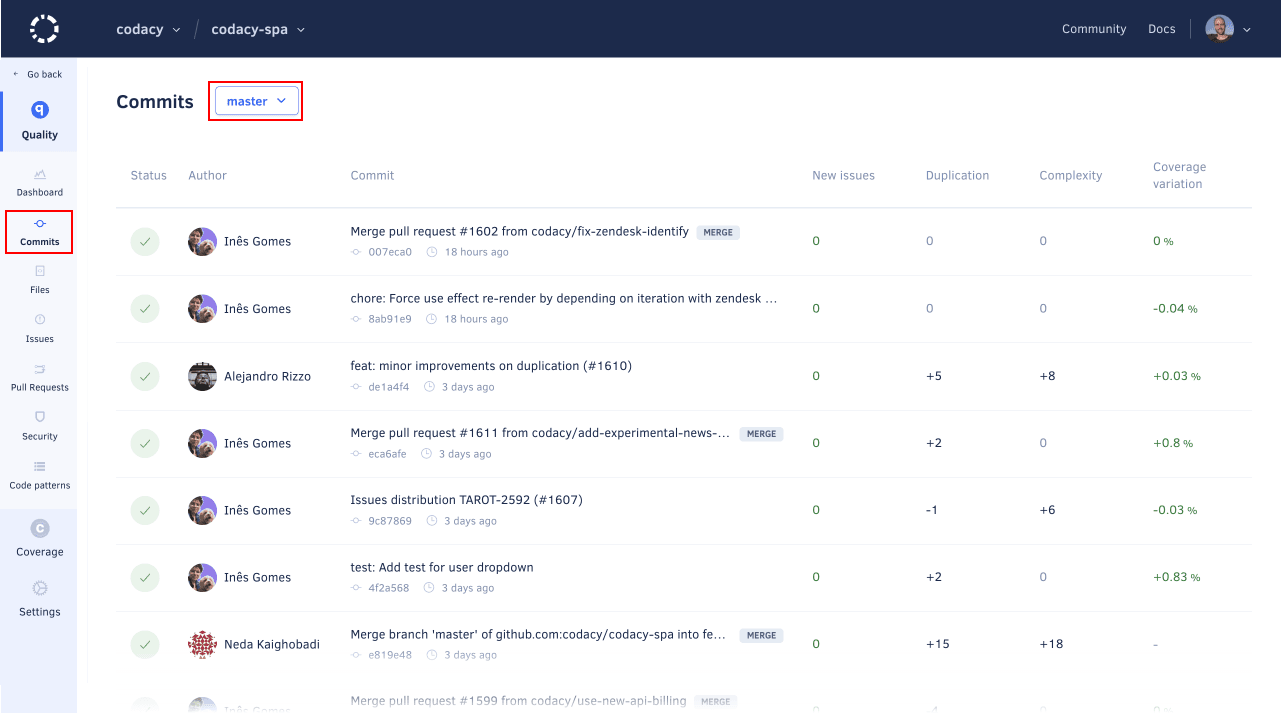 codacy
codacy-spa
Community
Docs
Go back
Quality
Dashboard
Commits
Files
Issues
Pull Requests
Security
Code patterns
Coverage
Settings
Commits
master
Status Author Commit New issues Duplication Complexity Coverage variation
Inês Gomes
Merge pull request #1602 from codacy/fix-zendesk-identify MERGE
007eca0 18 hours ago
0 0 0 0 %
Inês Gomes
chore: Force use effect re-render by depending on iteration with zendesk ...
8ab91e9 18 hours ago
0 0 0 -0.04 %
Alejandro Rizzo
feat: minor improvements on duplication (#1610)
de1a4f4 3 days ago
0 +5 +8 +0.03 %
Inês Gomes
Merge pull request #1611 from codacy/add-experimental-news-... MERGE
eca6afe 3 days ago
0 +2 0 +0.8 %
Inês Gomes
Issues distribution TAROT-2592 (#1607)
9c87869 3 days ago
0 -1 +6 -0.03 %
Inês Gomes
test: Add test for user dropdown
4f2a568 3 days ago
0 +2 0 +0.83 %
Neda Kaighobadi
Merge branch 'master' of github.com:codacy/codacy-spa into fe... MERGE
e819e48 3 days ago
0 +15 +18 -
Inês Gomes
Merge pull request #1599 from codacy/use-new-api-billing MERGE